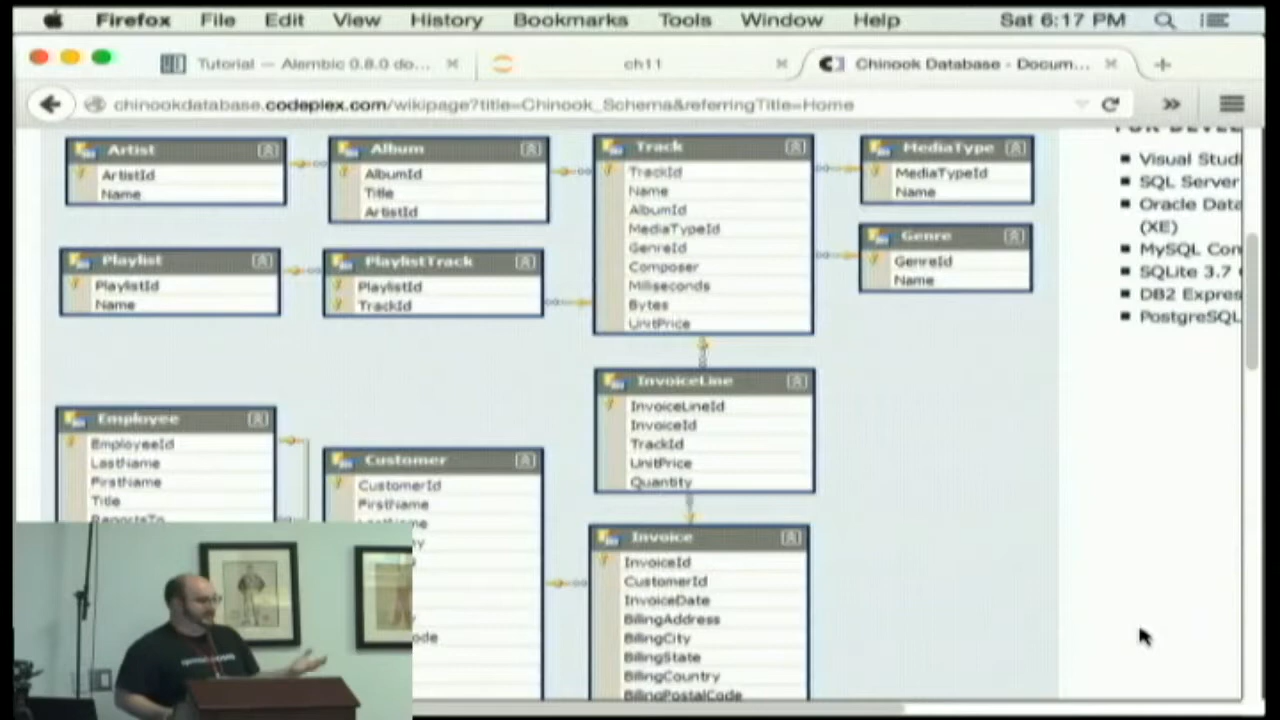 Firefox File Edit View History Bookmarks Tools Window Help Sat 6:17 PM
Tutorial — Alembic 0.8.0 do... ch11 Chinook Database - Docum...
chinookdatabase.codeplex.com/wikipage?title=Chinook_Schema&referringTitle=Home
Artist
ArtistId
Name
Album
AlbumId
Title
ArtistId
Track
TrackId
Name
AlbumId
MediaTypeId
GenreId
Composer
Milliseconds
Bytes
UnitPrice
MediaType
MediaTypeId
Name
Genre
GenreId
Name
Playlist
PlaylistId
Name
PlaylistTrack
PlaylistId
TrackId
InvoiceLine
InvoiceLineId
InvoiceId
TrackId
UnitPrice
Quantity
Employee
EmployeeId
LastName
FirstName
Title
ReportsTo
Customer
CustomerId
FirstName
LastName
Invoice
InvoiceId
CustomerId
InvoiceDate
BillingAddress
BillingCity
BillingState
BillingCountry
BillingPostalCode
Visual Studi
SQL Server
Oracle Data
(XE)
MySQL Con
SQLite 3.7
DB2 Expres
PostgreSQL